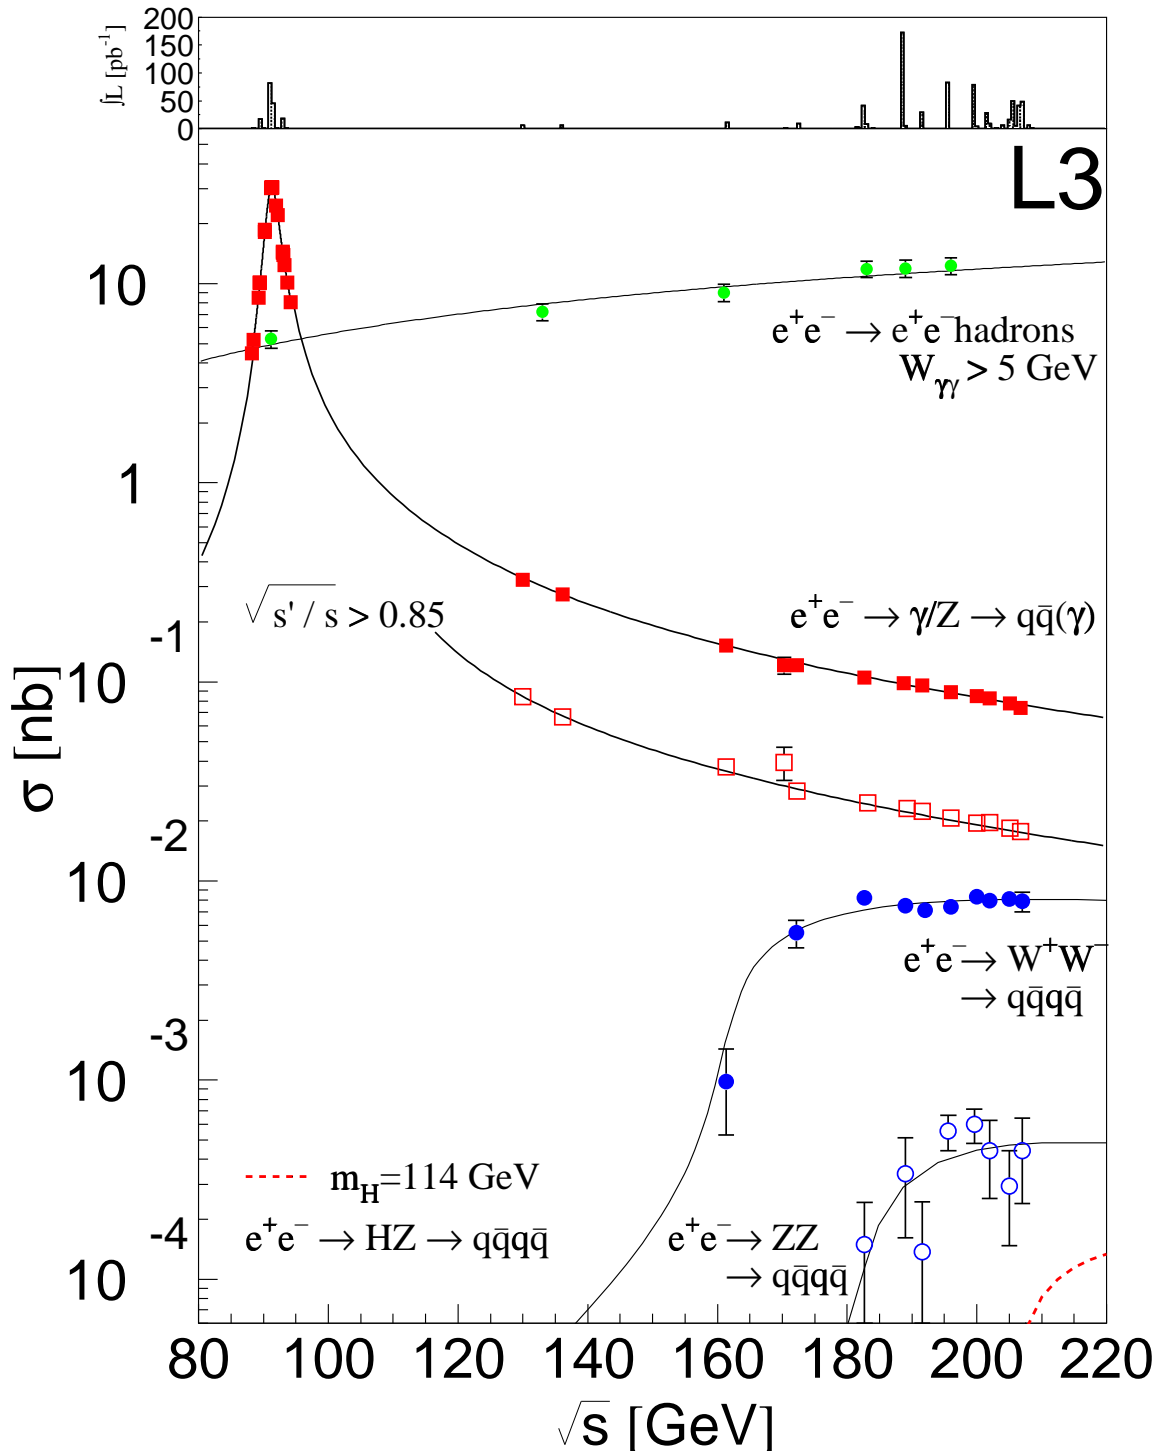 200
150
100
50
0
∫L [pb⁻¹]
L3
10
e⁺e⁻ → e⁺e⁻hadrons
W_γγ > 5 GeV
1
√s'/s > 0.85
e⁺e⁻ → γ/Z → qq̄(γ)
10⁻¹
σ [nb]
10⁻²
e⁺e⁻ → W⁺W⁻
→ qq̄qq̄
10⁻³
m_H=114 GeV
e⁺e⁻ → HZ → qq̄qq̄
e⁺e⁻ → ZZ
→ qq̄qq̄
10⁻⁴
80 100 120 140 160 180 200 220
√s [GeV]